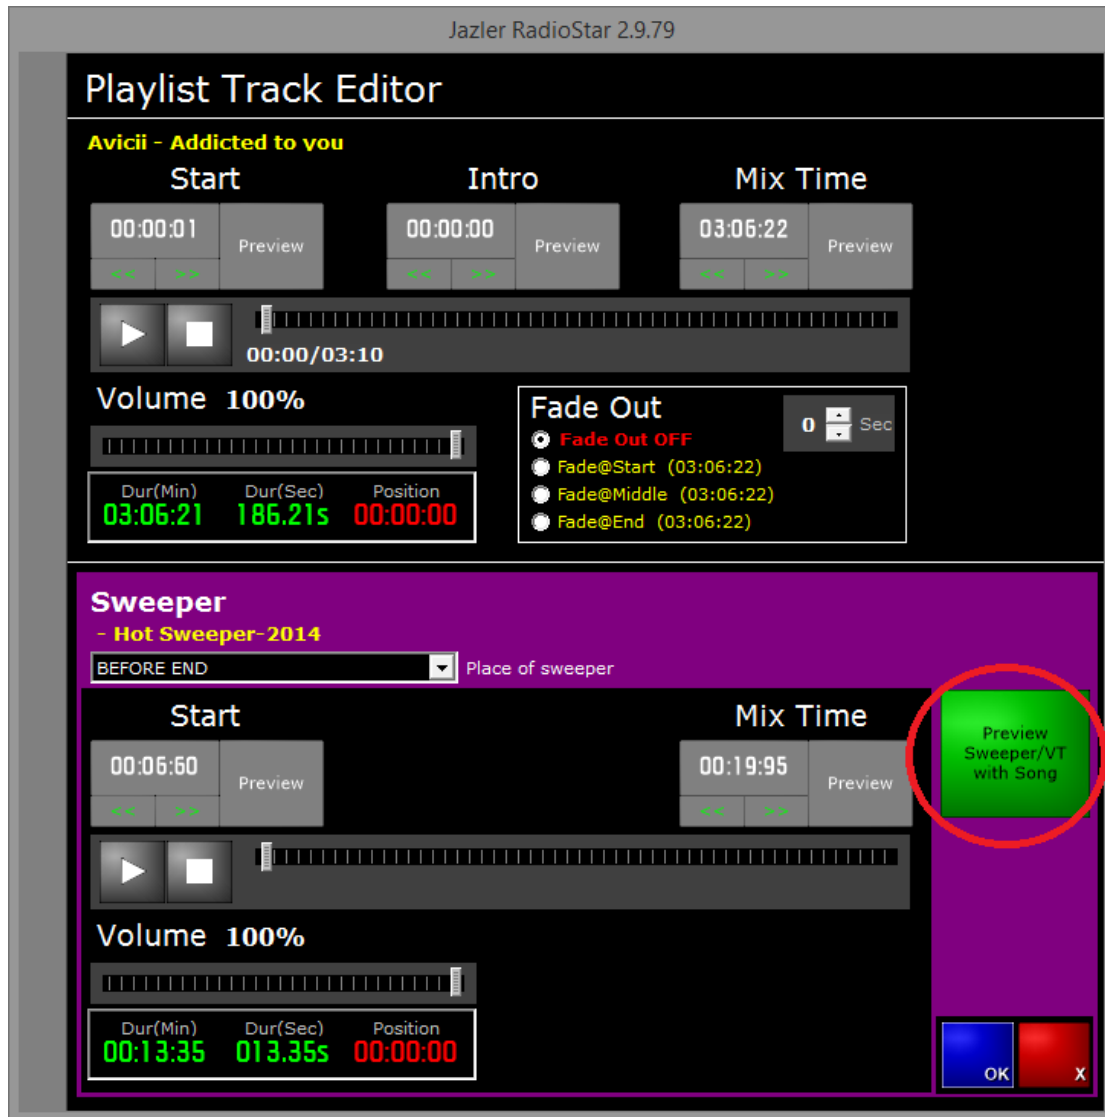 Jazler RadioStar 2.9.79
Playlist Track Editor
Avicii - Addicted to you
Start Intro Mix Time
00:00:01 Preview 00:00:00 Preview 03:06:22 Preview
<< >> << >> << >>
00:00/03:10
Volume 100%
Dur(Min) Dur(Sec) Position
03:06:21 186.21s 00:00:00
Fade Out 0 Sec
Fade Out OFF
Fade@Start (03:06:22)
Fade@Middle (03:06:22)
Fade@End (03:06:22)
Sweeper
- Hot Sweeper-2014
BEFORE END Place of sweeper
Start Mix Time
00:06:60 Preview 00:19:95 Preview
<< >> << >>
Preview
Sweeper/VT
with Song
Volume 100%
Dur(Min) Dur(Sec) Position
00:13:35 013.35s 00:00:00
OK X